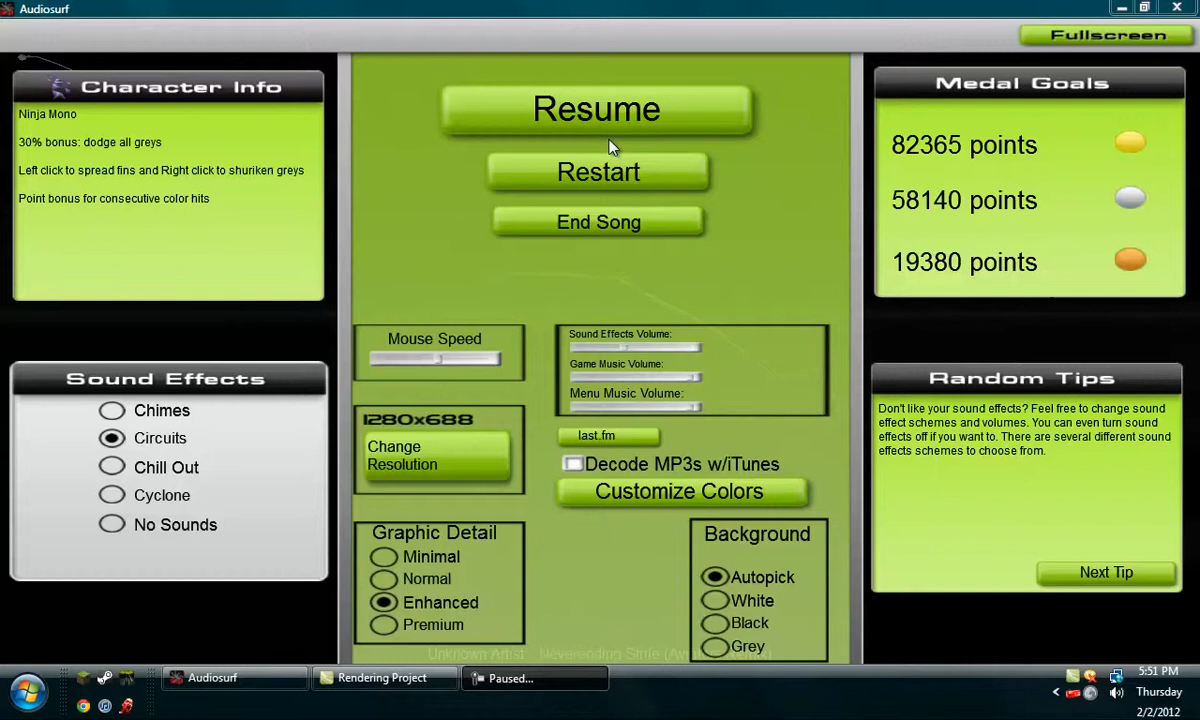 Audiosurf
Fullscreen
Character Info
Ninja Mono
30% bonus: dodge all greys
Left click to spread fins and Right click to shuriken greys
Point bonus for consecutive color hits
Sound Effects
Chimes
Circuits
Chill Out
Cyclone
No Sounds
Resume
Restart
End Song
Mouse Speed
1280x688
Change
Resolution
Graphic Detail
Minimal
Normal
Enhanced
Premium
Sound Effects Volume:
Game Music Volume:
Menu Music Volume:
last.fm
Decode MP3s w/iTunes
Customize Colors
Background
Autopick
White
Black
Grey
Unknown Artist Neverending Strife
Medal Goals
82365 points
58140 points
19380 points
Random Tips
Don't like your sound effects? Feel free to change sound
effect schemes and volumes. You can even turn sound
effects off if you want to. There are several different sound
effects schemes to choose from.
Next Tip
Audiosurf
Rendering Project
Paused...
5:51 PM
Thursday
2/2/2012